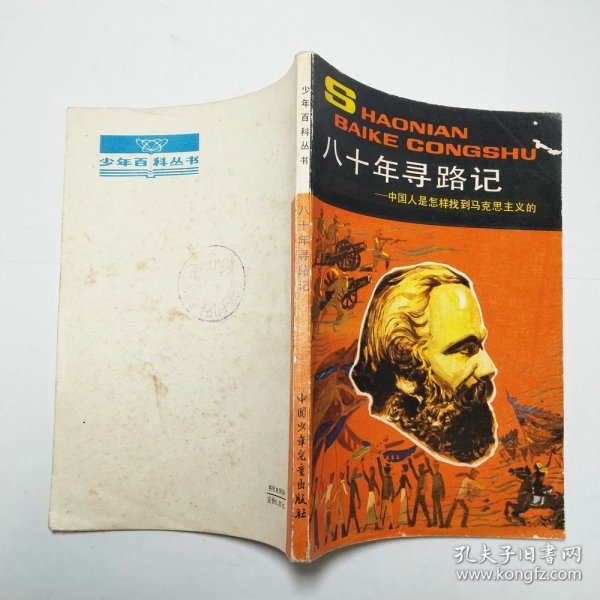 少年百科丛书
少年百科丛书
八十年寻路记
中国少年儿童出版社
SHAONIAN
BAIKE CONGSHU
八十年寻路记
——中国人是怎样找到马克思主义的
孔夫子旧书网
www.kongfz.com